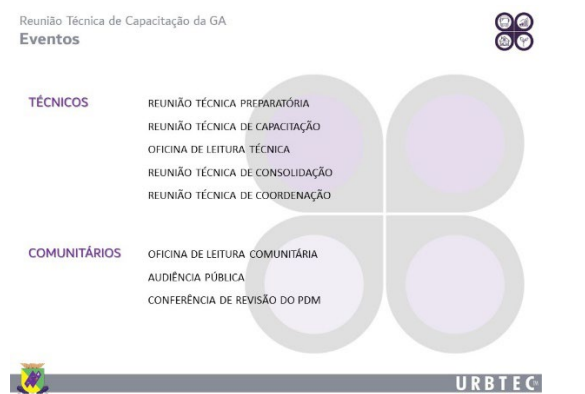 Reunião Técnica de Capacitação da GA
Eventos
TÉCNICOS
REUNIÃO TÉCNICA PREPARATÓRIA
REUNIÃO TÉCNICA DE CAPACITAÇÃO
OFICINA DE LEITURA TÉCNICA
REUNIÃO TÉCNICA DE CONSOLIDAÇÃO
REUNIÃO TÉCNICA DE COORDENAÇÃO
COMUNITÁRIOS
OFICINA DE LEITURA COMUNITÁRIA
AUDIÊNCIA PÚBLICA
CONFERÊNCIA DE REVISÃO DO PDM
URBTEC